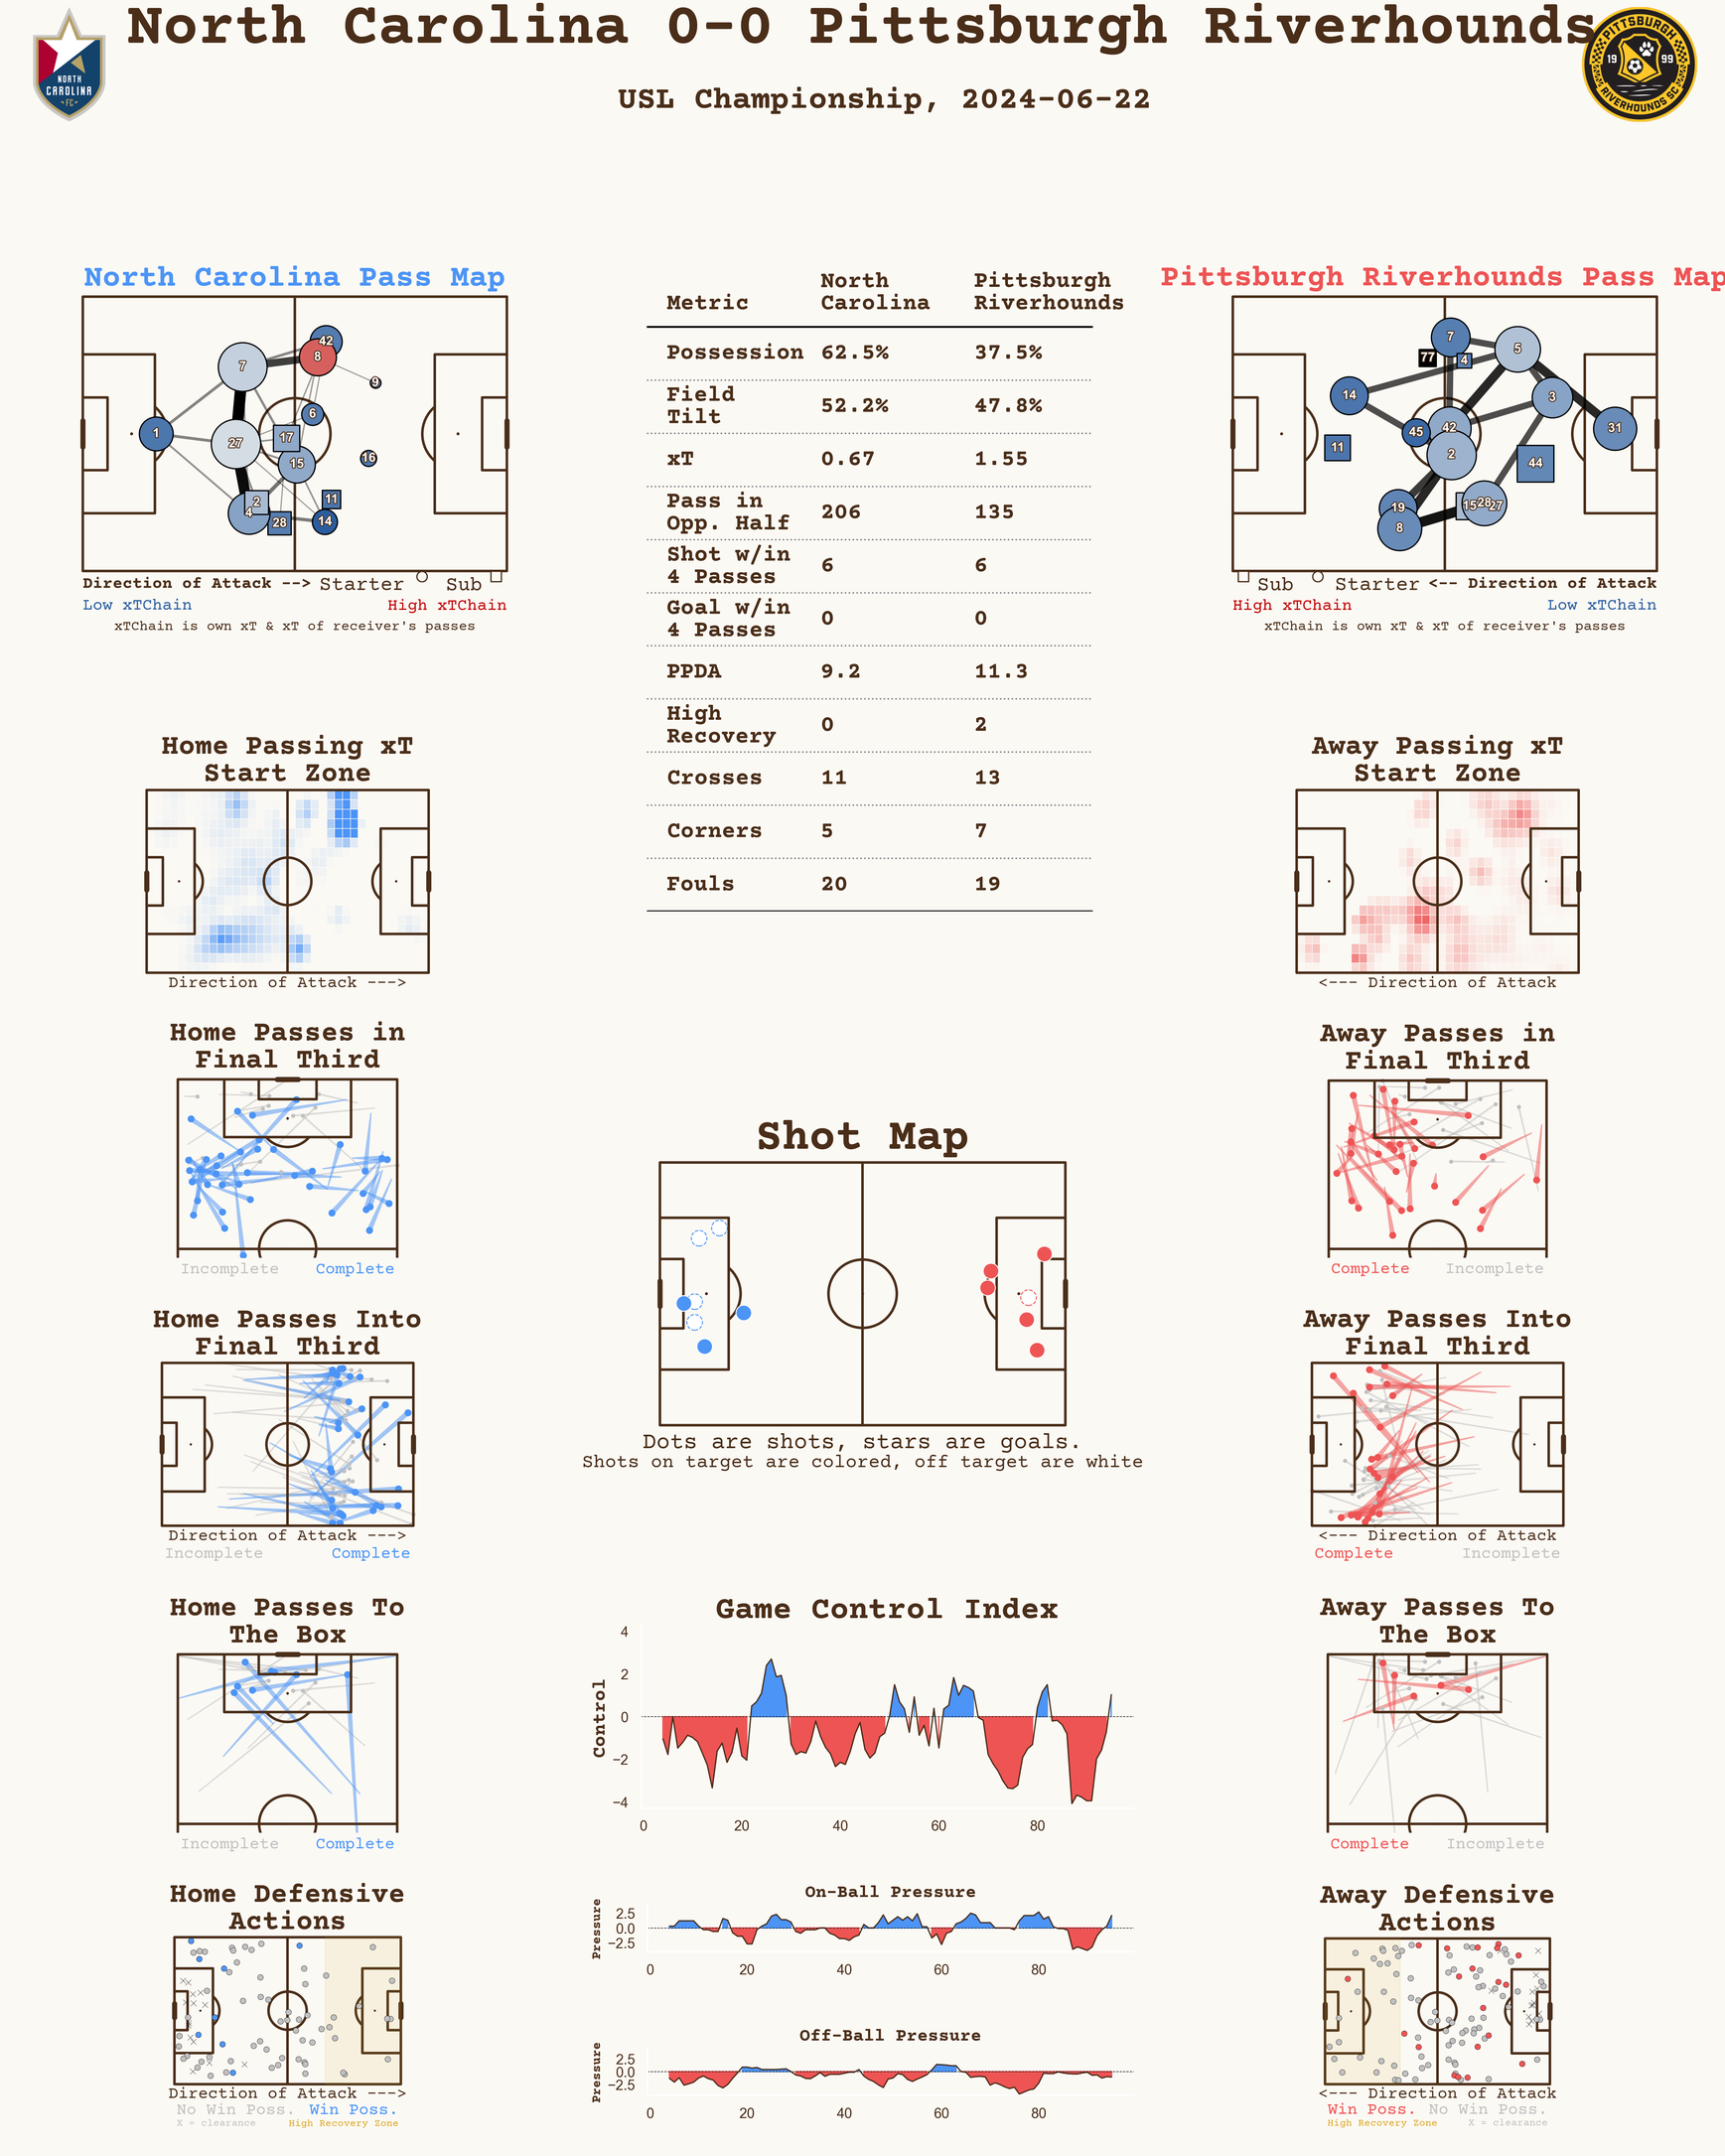 North Carolina 0-0 Pittsburgh Riverhounds
USL Championship, 2024-06-22
NORTH
CAROLINA
FC
PITTSBURGH
19 99
RIVERHOUNDS SC
North Carolina Pass Map
42
8
7
9
6
1
27
17
15
16
2
4
11
28
14
Direction of Attack --> Starter Sub
Low xTChain High xTChain
xTChain is own xT & xT of receiver's passes
Metric North Carolina Pittsburgh Riverhounds
Possession 62.5% 37.5%
Field Tilt 52.2% 47.8%
xT 0.67 1.55
Pass in Opp. Half 206 135
Shot w/in 4 Passes 6 6
Goal w/in 4 Passes 0 0
PPDA 9.2 11.3
High Recovery 0 2
Crosses 11 13
Corners 5 7
Fouls 20 19
Pittsburgh Riverhounds Pass Map
7
5
77
4
14
3
45
42
31
11
2
44
19
15
28
27
8
Sub Starter <-- Direction of Attack
High xTChain Low xTChain
xTChain is own xT & xT of receiver's passes
Home Passing xT
Start Zone
Direction of Attack --->
Home Passes in
Final Third
Incomplete Complete
Home Passes Into
Final Third
Direction of Attack --->
Incomplete Complete
Home Passes To
The Box
Incomplete Complete
Home Defensive
Actions
Direction of Attack --->
No Win Poss. Win Poss.
X = clearance High Recovery Zone
Shot Map
Dots are shots, stars are goals.
Shots on target are colored, off target are white
Game Control Index
Control
4
2
0
−2
−4
0 20 40 60 80
On-Ball Pressure
Pressure
2.5
0.0
−2.5
0 20 40 60 80
Off-Ball Pressure
Pressure
2.5
0.0
−2.5
0 20 40 60 80
Away Passing xT
Start Zone
<--- Direction of Attack
Away Passes in
Final Third
Complete Incomplete
Away Passes Into
Final Third
<--- Direction of Attack
Complete Incomplete
Away Passes To
The Box
Complete Incomplete
Away Defensive
Actions
<--- Direction of Attack
Win Poss. No Win Poss.
High Recovery Zone X = clearance